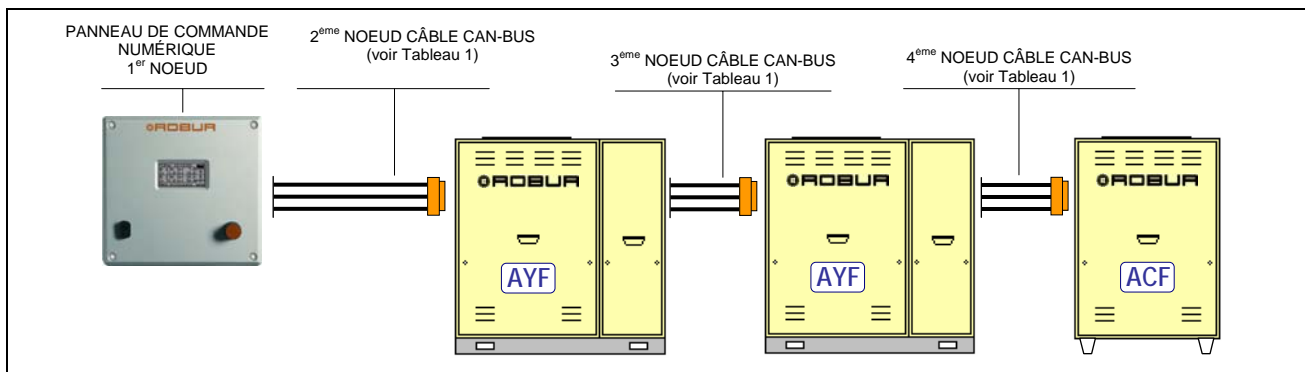 PANNEAU DE COMMANDE
NUMÉRIQUE
1er NOEUD
2ème NOEUD CÂBLE CAN-BUS
(voir Tableau 1)
3ème NOEUD CÂBLE CAN-BUS
(voir Tableau 1)
4ème NOEUD CÂBLE CAN-BUS
(voir Tableau 1)
ROBUR
ROBUR
ROBUR
ROBUR
AYF
AYF
ACF